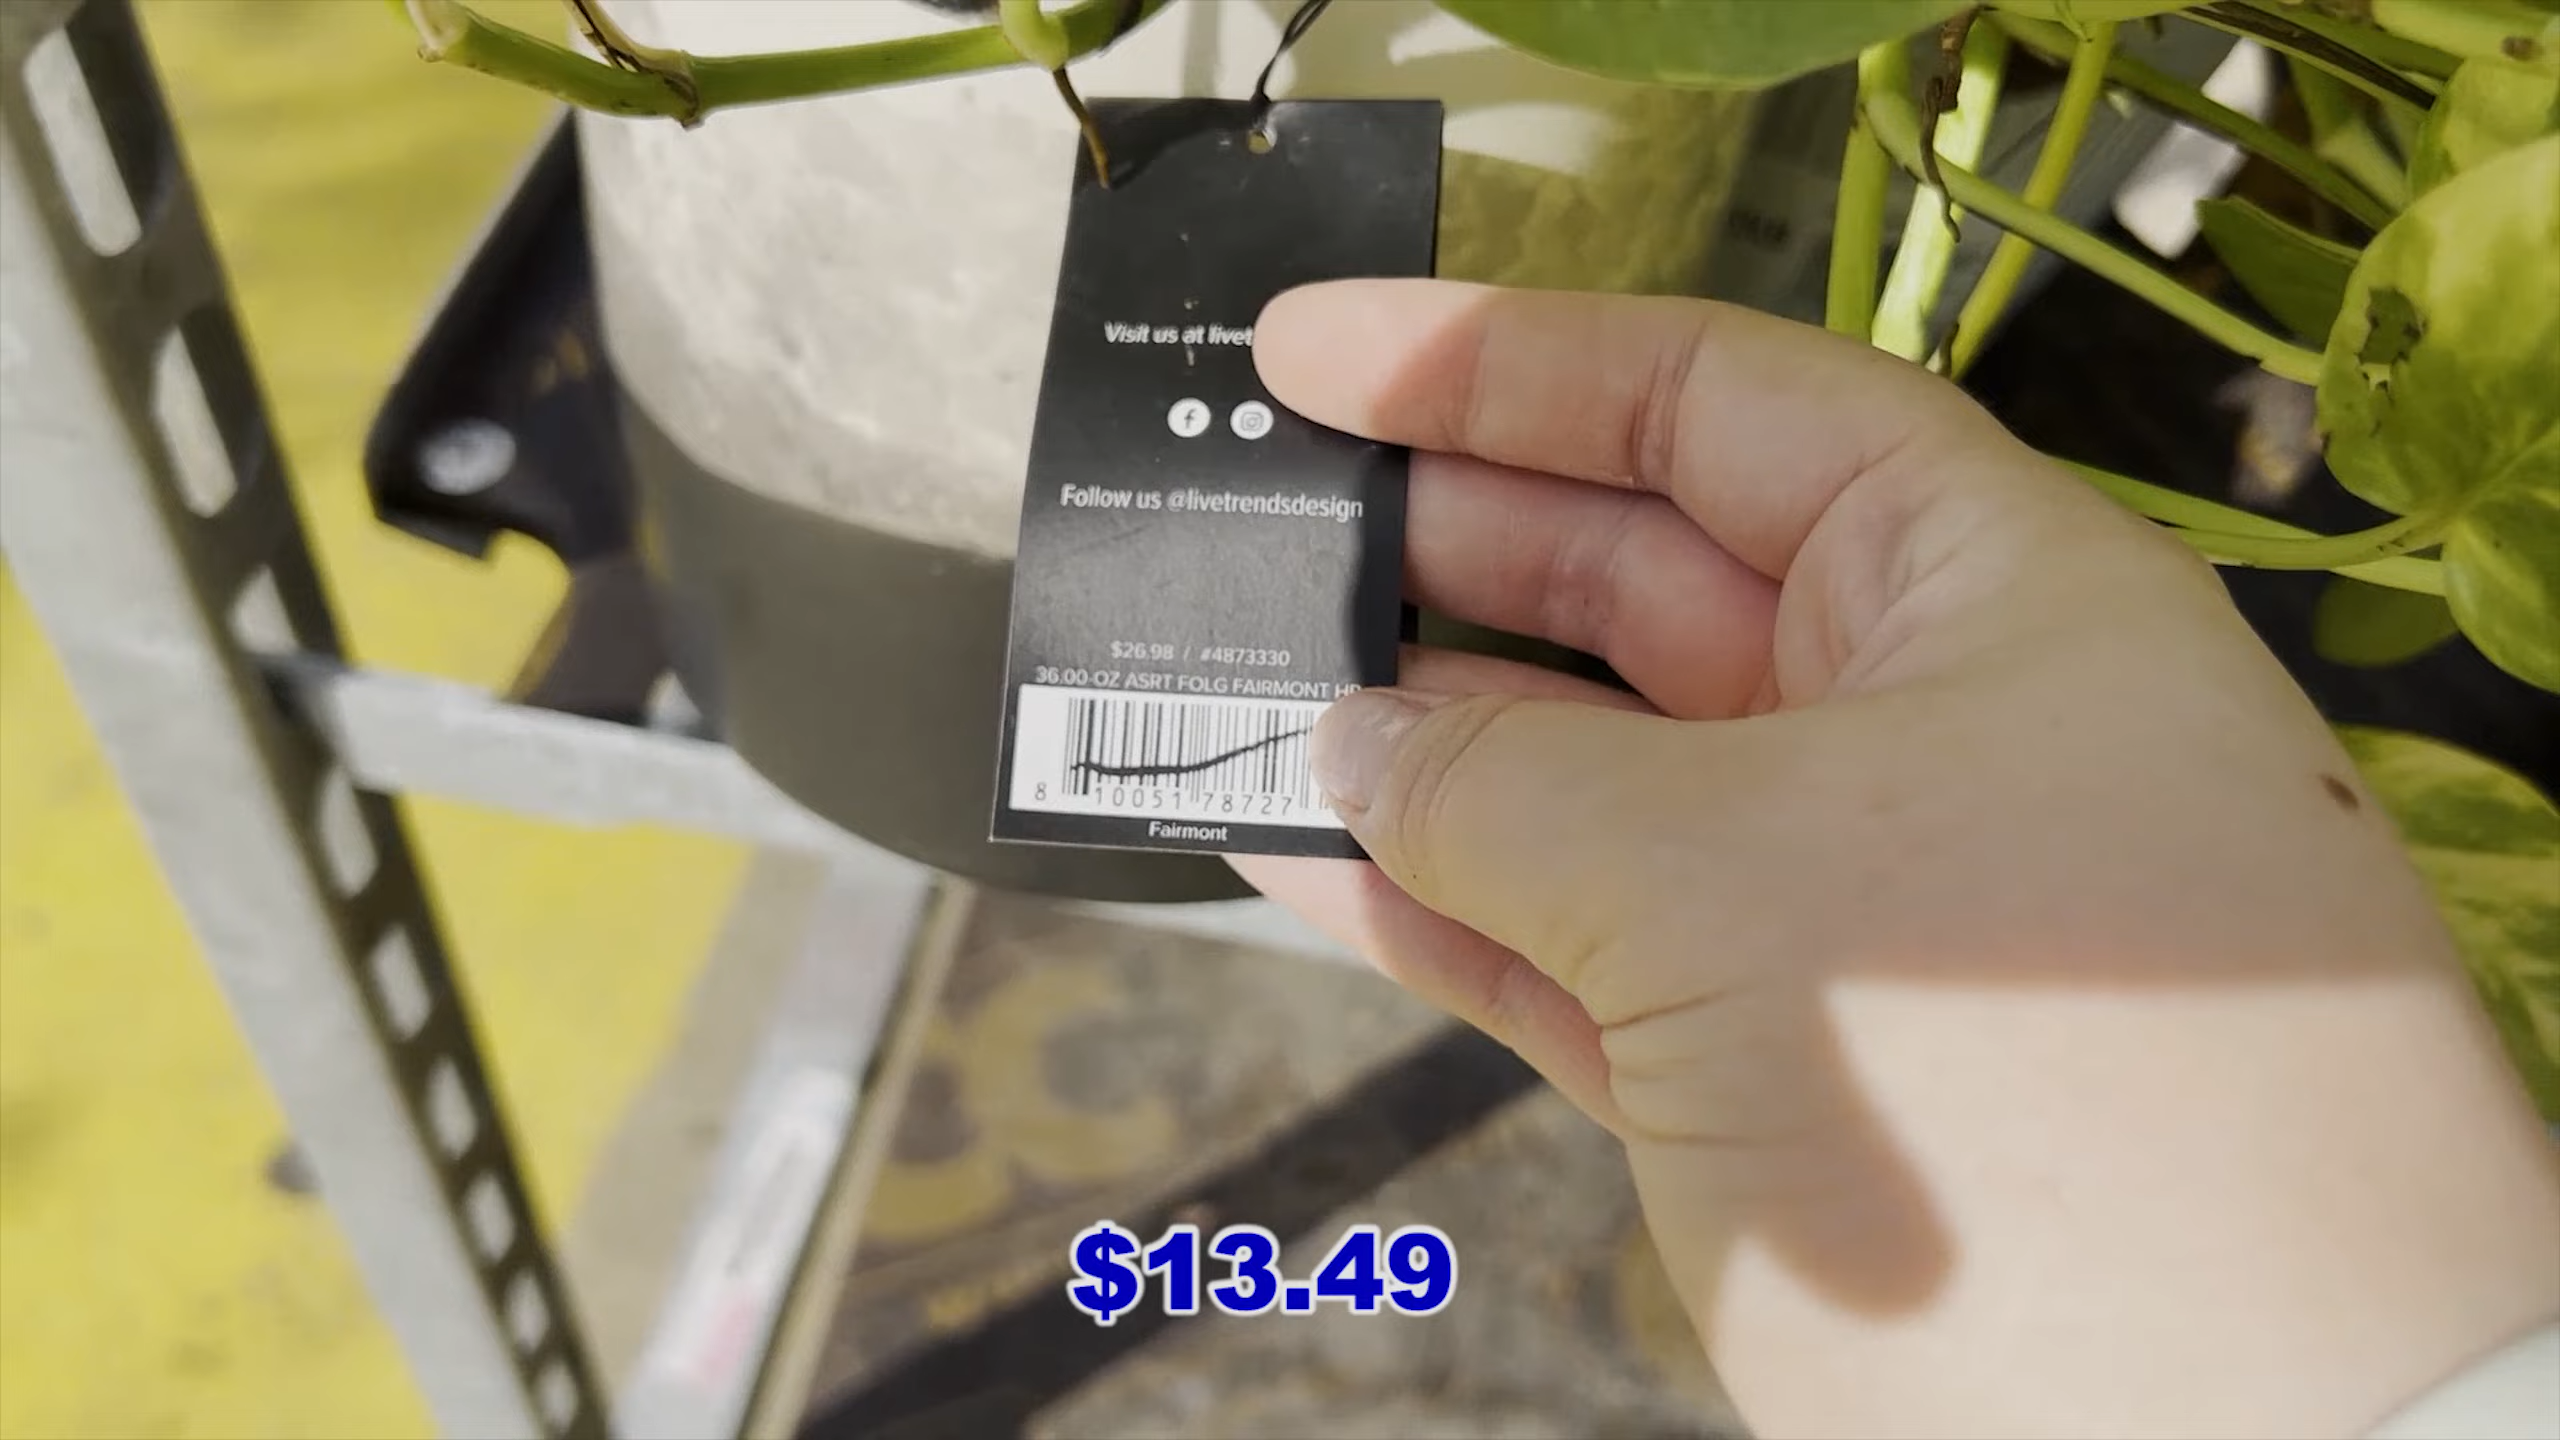 Visit us at livet
Follow us @livetrendsdesign
$26.98 / #4873330
36.00-OZ ASRT FOLG FAIRMONT
8 10051 78727
Fairmont
$13.49